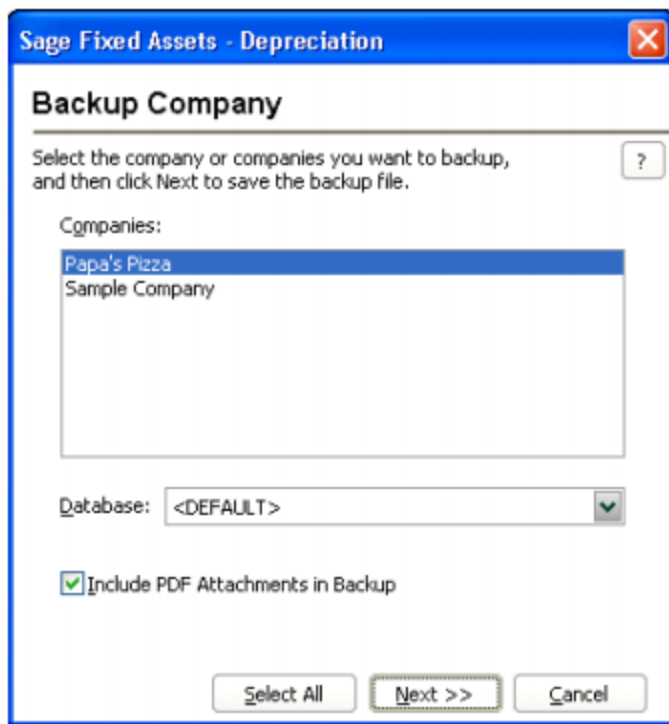 Sage Fixed Assets - Depreciation
Backup Company
Select the company or companies you want to backup,
and then click Next to save the backup file.
?
Companies:
Papa's Pizza
Sample Company
Database: <DEFAULT>
Include PDF Attachments in Backup
Select All Next >> Cancel